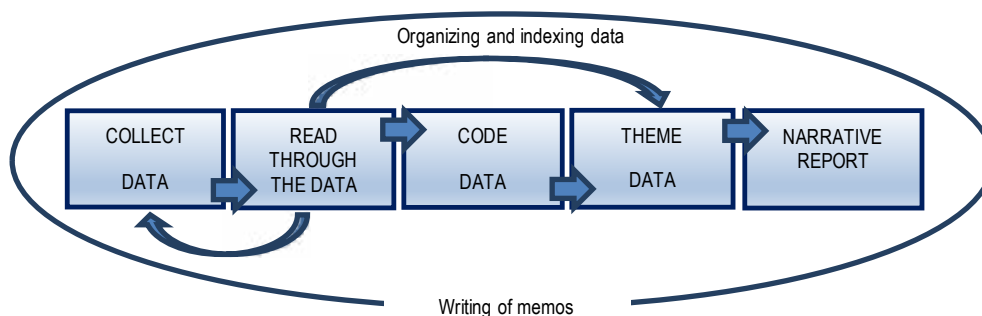 Organizing and indexing data
COLLECT
DATA
READ
THROUGH
THE DATA
CODE
DATA
THEME
DATA
NARRATIVE
REPORT
Writing of memos